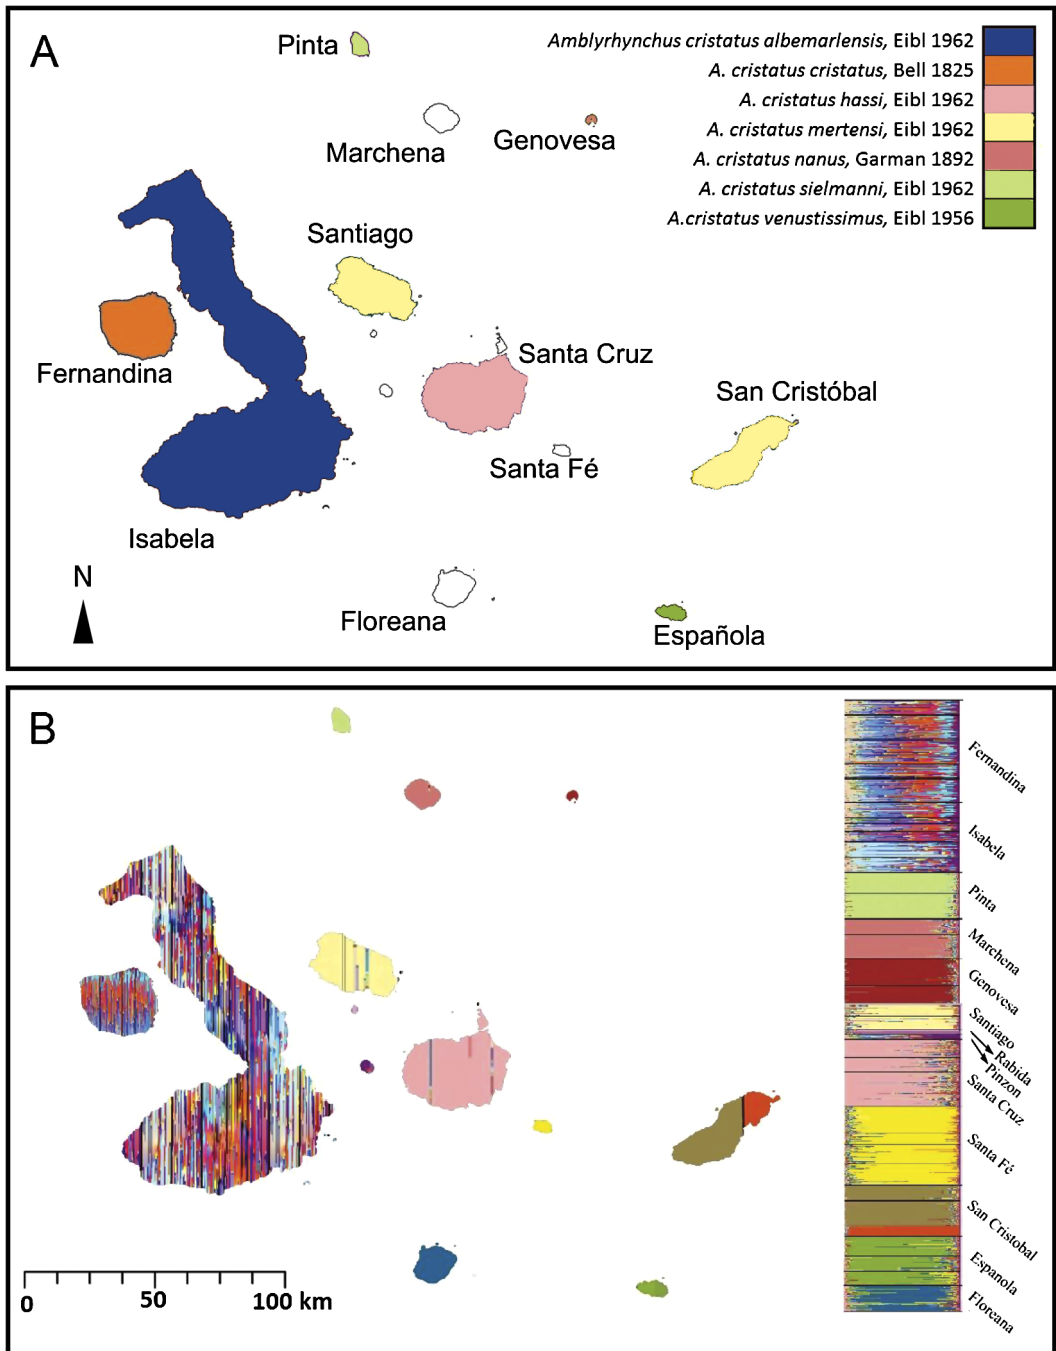 A
Pinta
Amblyrhynchus cristatus albemarlensis, Eibl 1962
A. cristatus cristatus, Bell 1825
A. cristatus hassi, Eibl 1962
A. cristatus mertensi, Eibl 1962
A. cristatus nanus, Garman 1892
A. cristatus sielmanni, Eibl 1962
A.cristatus venustissimus, Eibl 1956
Marchena
Genovesa
Santiago
Fernandina
Santa Cruz
San Cristóbal
Santa Fé
Isabela
N
Floreana
Española
B
Fernandina
Isabela
Pinta
Marchena
Genovesa
Santiago
Rabida
Pinzon
Santa Cruz
Santa Fé
San Cristobal
Española
Floreana
0 50 100 km